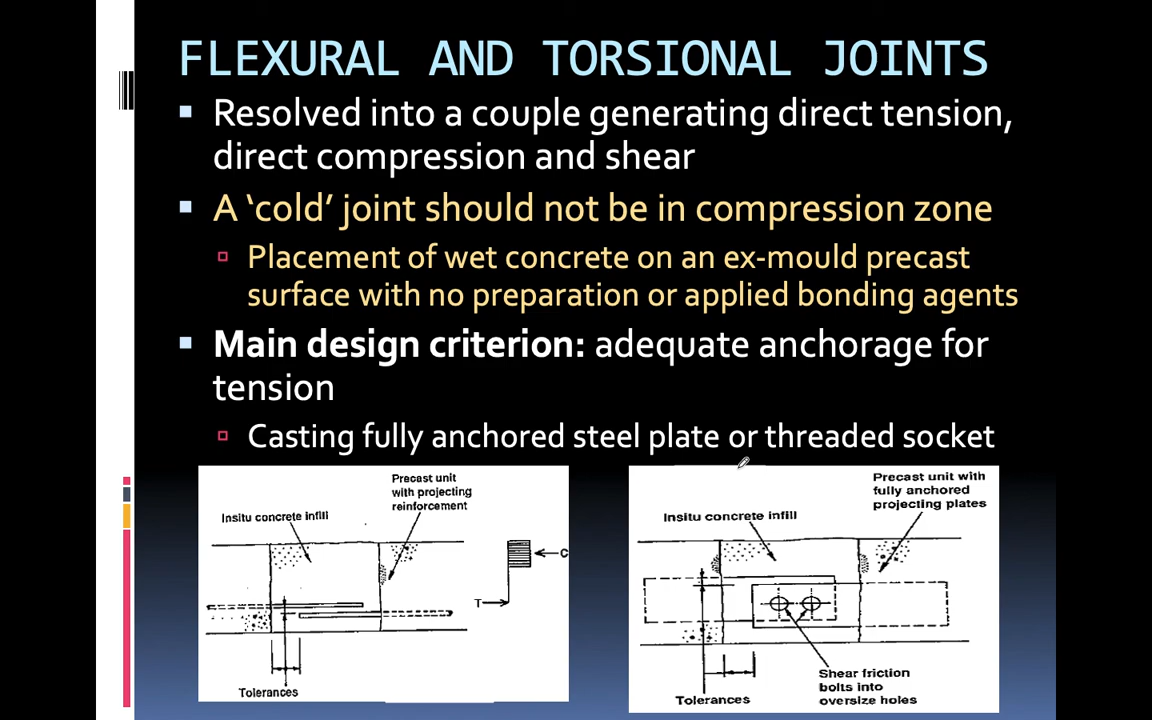 FLEXURAL AND TORSIONAL JOINTS
Resolved into a couple generating direct tension,
direct compression and shear
A ‘cold’ joint should not be in compression zone
Placement of wet concrete on an ex-mould precast
surface with no preparation or applied bonding agents
Main design criterion: adequate anchorage for
tension
Casting fully anchored steel plate or threaded socket
Precast unit
with projecting
reinforcement
Insitu concrete infill
C
T
Tolerances
Precast unit with
fully anchored
projecting plates
Insitu concrete infill
Shear friction
bolts into
oversize holes
Tolerances